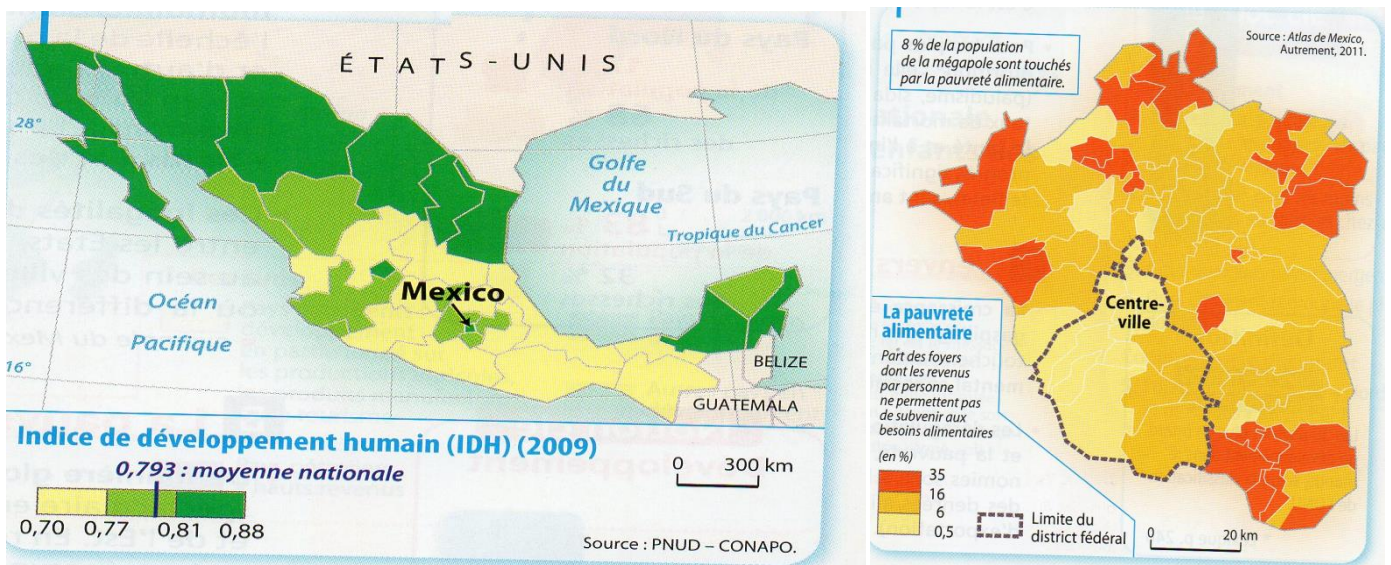 ÉTATS-UNIS
28°
Golfe
du
Mexique
Tropique du Cancer
Océan
Pacifique
Mexico
16°
BELIZE
GUATEMALA
Indice de développement humain (IDH) (2009)
0,793 : moyenne nationale
0,70 0,77 0,81 0,88
0 300 km
Source : PNUD – CONAPO.
8 % de la population
de la mégapole sont touchés
par la pauvreté alimentaire.
Source : Atlas de Mexico,
Autrement, 2011.
Centre-
ville
La pauvreté
alimentaire
Part des foyers
dont les revenus
par personne
ne permettent pas
de subvenir aux
besoins alimentaires
(en %)
35
16
6
0,5
Limite du
district fédéral
0 20 km